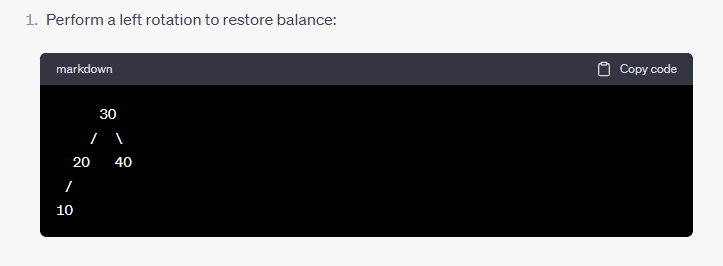 1. Perform a left rotation to restore balance:
markdown Copy code
30
/ \
20 40
/
10